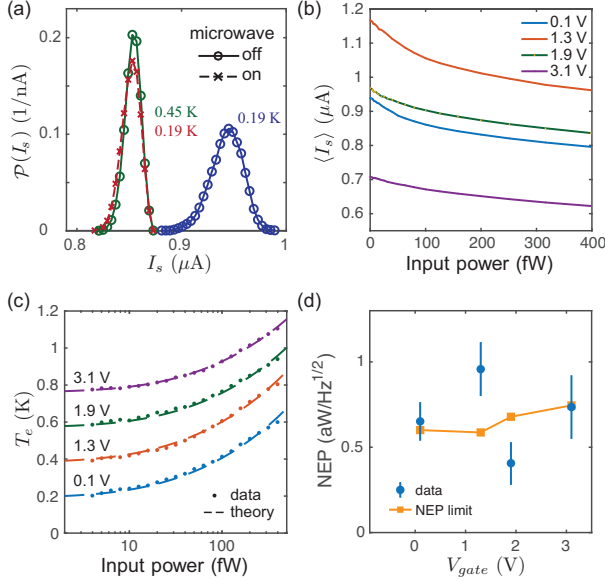 (a)
0.2
0.1
0
0.8
0.9
1
𝒫(I_s) (1/nA)
I_s (μA)
microwave
off
on
0.45 K
0.19 K
0.19 K
(b)
1.2
1.1
1
0.9
0.8
0.7
0.6
0
100
200
300
400
⟨I_s⟩ (μA)
Input power (fW)
0.1 V
1.3 V
1.9 V
3.1 V
(c)
1.2
1
0.8
0.6
0.4
0.2
0
10
100
T_e (K)
Input power (fW)
3.1 V
1.9 V
1.3 V
0.1 V
data
theory
(d)
1
0.5
0
0
1
2
3
NEP (aW/Hz^{1/2})
V_{gate} (V)
data
NEP limit